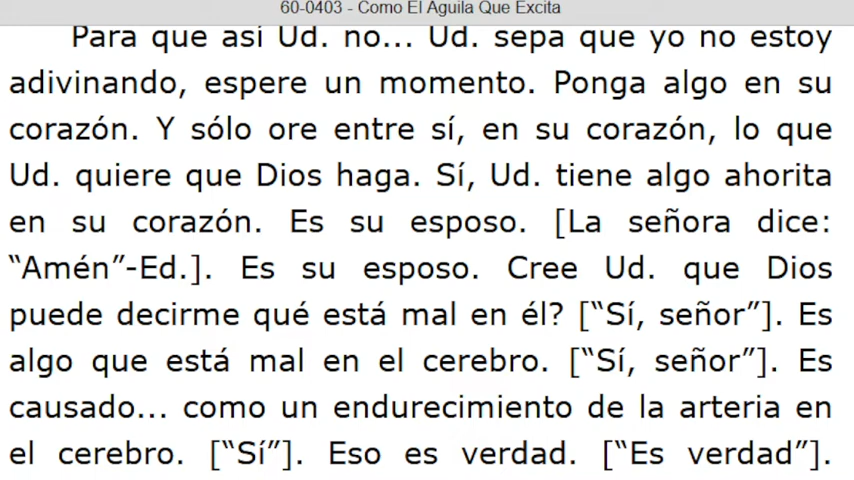 60-0403 - Como El Aguila Que Excita
Para que así Ud. no... Ud. sepa que yo no estoy
adivinando, espere un momento. Ponga algo en su
corazón. Y sólo ore entre sí, en su corazón, lo que
Ud. quiere que Dios haga. Sí, Ud. tiene algo ahorita
en su corazón. Es su esposo. [La señora dice:
“Amén”-Ed.]. Es su esposo. Cree Ud. que Dios
puede decirme qué está mal en él? [“Sí, señor”]. Es
algo que está mal en el cerebro. [“Sí, señor”]. Es
causado... como un endurecimiento de la arteria en
el cerebro. [“Sí”]. Eso es verdad. [“Es verdad”].